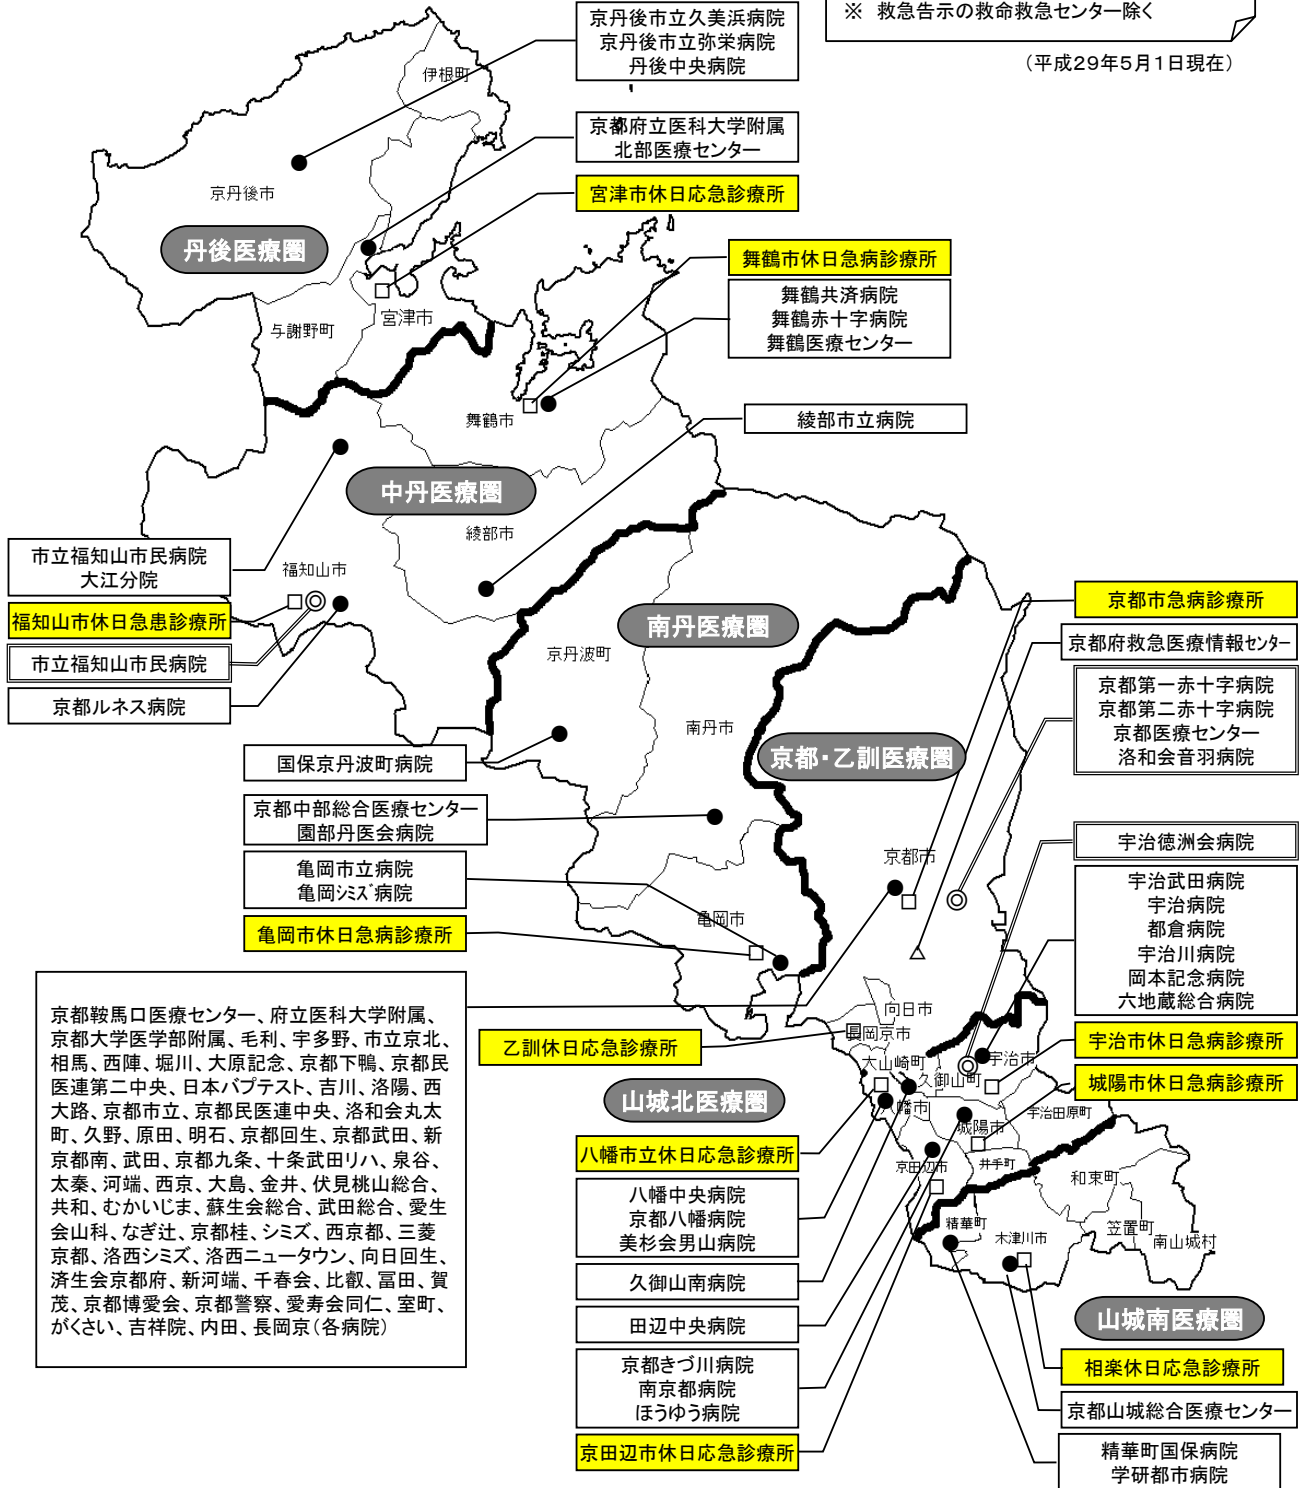 ※ 救急告示の救命救急センター除く
(平成29年5月1日現在)
京丹後市立久美浜病院
京丹後市立弥栄病院
丹後中央病院
伊根町
京都府立医科大学附属
北部医療センター
京丹後市
宮津市休日応急診療所
丹後医療圏
舞鶴市休日急病診療所
舞鶴共済病院
舞鶴赤十字病院
舞鶴医療センター
与謝野町
宮津市
舞鶴市
綾部市立病院
中丹医療圏
綾部市
市立福知山市民病院
大江分院
福知山市
福知山市休日急患診療所
市立福知山市民病院
京都ルネス病院
南丹医療圏
京丹波町
南丹市
京都市急病診療所
京都府救急医療情報センター
京都第一赤十字病院
京都第二赤十字病院
京都医療センター
洛和会音羽病院
京都・乙訓医療圏
国保京丹波町病院
京都中部総合医療センター
園部丹医会病院
亀岡市立病院
亀岡シミズ病院
亀岡市休日急病診療所
亀岡市
京都市
宇治徳洲会病院
宇治武田病院
宇治病院
都倉病院
宇治川病院
岡本記念病院
六地蔵総合病院
宇治市休日急病診療所
城陽市休日急病診療所
京都鞍馬口医療センター、府立医科大学附属、
京都大学医学部附属、毛利、宇多野、市立京北、
相馬、西陣、堀川、大原記念、京都下鴨、京都民
医連第二中央、日本バプテスト、吉川、洛陽、西
大路、京都市立、京都民医連中央、洛和会丸太
町、久野、原田、明石、京都回生、京都武田、新
京都南、武田、京都九条、十条武田リハ、泉谷、
太秦、河端、西京、大島、金井、伏見桃山総合、
共和、むかいじま、蘇生会総合、武田総合、愛生
会山科、なぎ辻、京都桂、シミズ、西京都、三菱
京都、洛西シミズ、洛西ニュータウン、向日回生、
済生会京都府、新河端、千春会、比叡、冨田、賀
茂、京都博愛会、京都警察、愛寿会同仁、室町、
がくさい、吉祥院、内田、長岡京(各病院)
向日市
長岡京市
乙訓休日応急診療所
大山崎町
久御山町
宇治市
山城北医療圏
八幡市
城陽市
宇治田原町
八幡市立休日応急診療所
京田辺市
井手町
八幡中央病院
京都八幡病院
美杉会男山病院
久御山南病院
田辺中央病院
京都きづ川病院
南京都病院
ほうゆう病院
京田辺市休日応急診療所
和束町
精華町
木津川市
笠置町
南山城村
山城南医療圏
相楽休日応急診療所
京都山城総合医療センター
精華町国保病院
学研都市病院